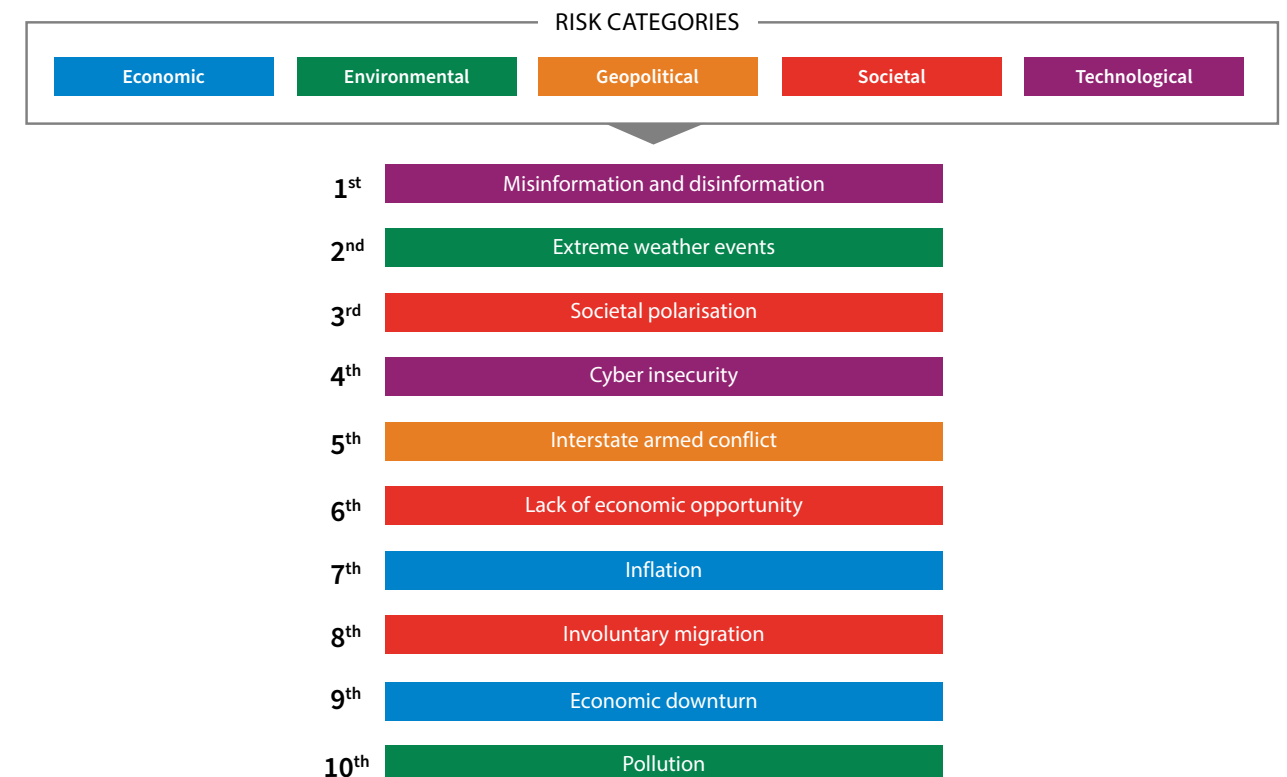 RISK CATEGORIES
Economic Environmental Geopolitical Societal Technological
1st Misinformation and disinformation
2nd Extreme weather events
3rd Societal polarisation
4th Cyber insecurity
5th Interstate armed conflict
6th Lack of economic opportunity
7th Inflation
8th Involuntary migration
9th Economic downturn
10th Pollution